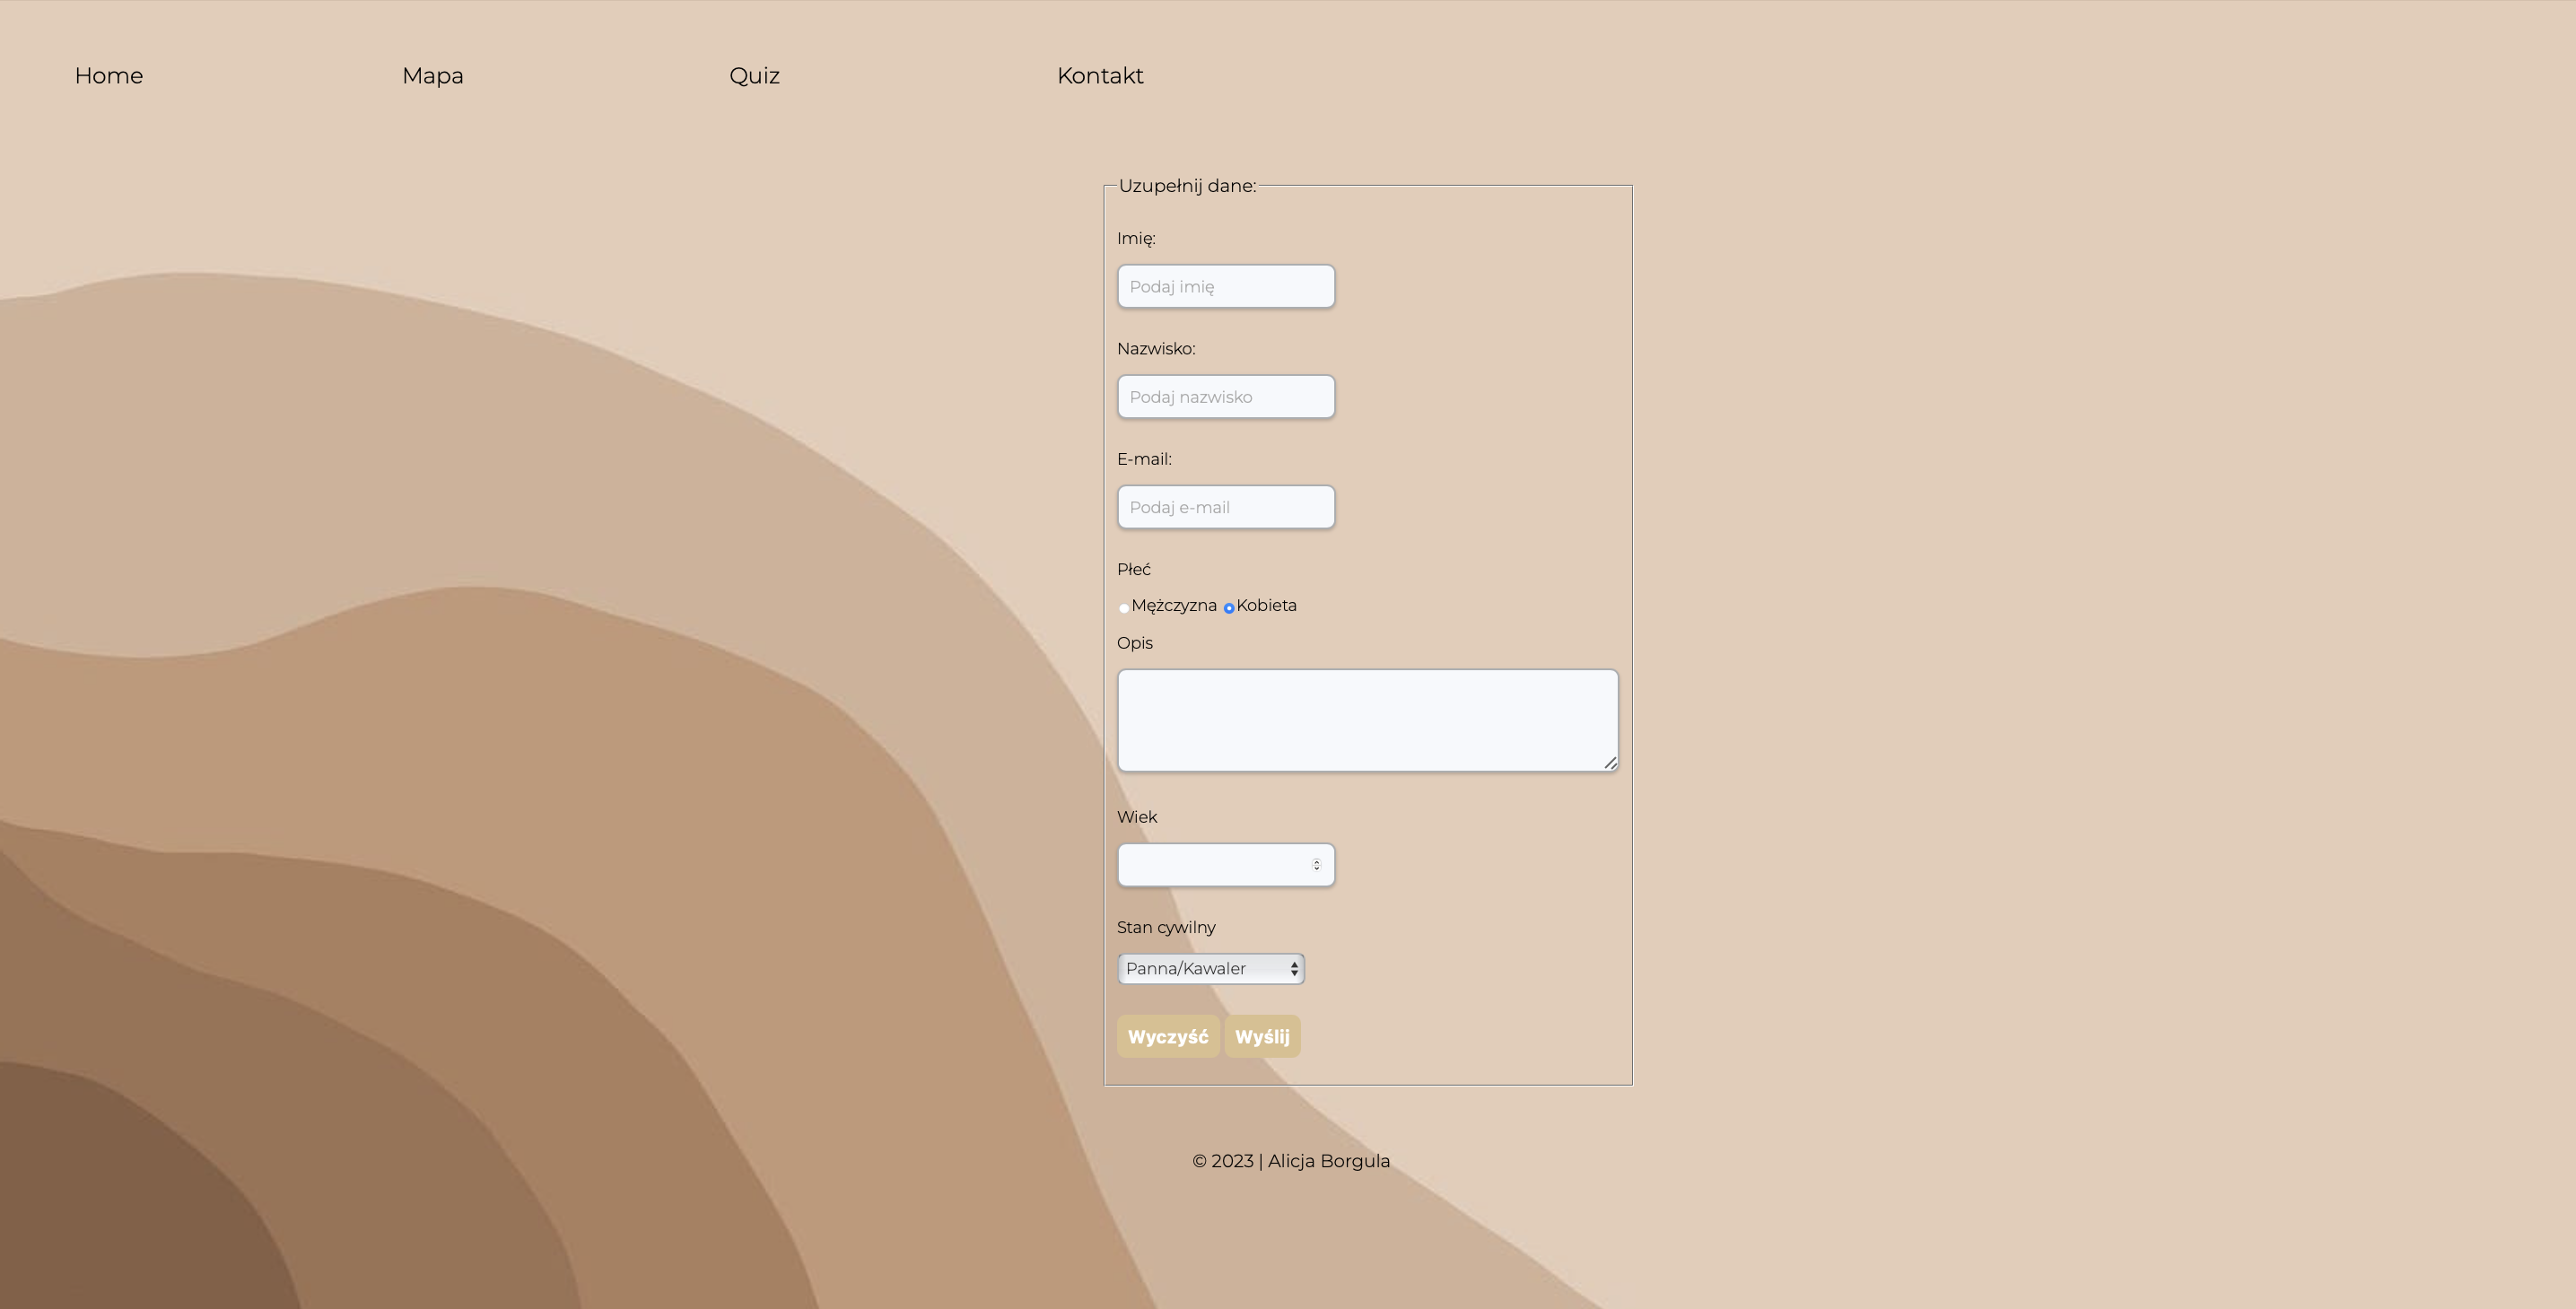 Home Mapa Quiz Kontakt
Uzupełnij dane:
Imię:
Podaj imię
Nazwisko:
Podaj nazwisko
E-mail:
Podaj e-mail
Płeć
Mężczyzna Kobieta
Opis
Wiek
Stan cywilny
Panna/Kawaler
Wyczyść Wyślij
© 2023 | Alicja Borgula